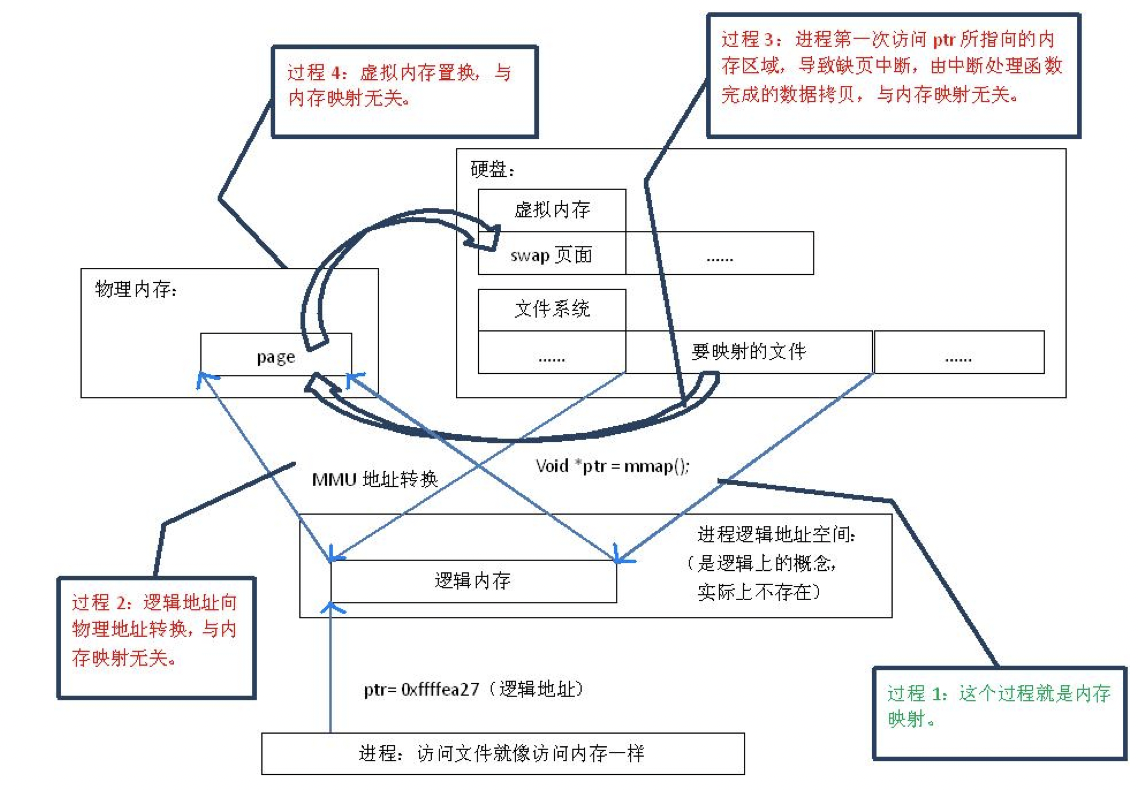 过程 4：虚拟内存置换，与
内存映射无关。
过程 3：进程第一次访问 ptr 所指向的内
存区域，导致缺页中断，由中断处理函数
完成的数据拷贝，与内存映射无关。
硬盘：
虚拟内存
swap 页面
......
物理内存：
page
文件系统
......
要映射的文件
......
MMU 地址转换
Void *ptr = mmap();
进程逻辑地址空间：
（是逻辑上的概念，
实际上不存在）
逻辑内存
过程 2：逻辑地址向
物理地址转换，与内
存映射无关。
ptr= 0xffffea27（逻辑地址）
过程 1：这个过程就是内存
映射。
进程：访问文件就像访问内存一样